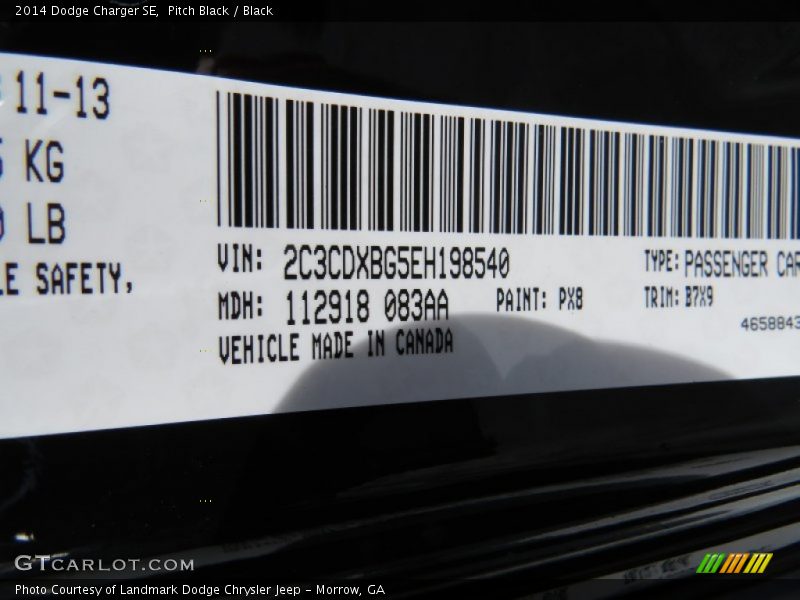 2014 Dodge Charger SE,  Pitch Black / Black
11-13
KG
LB
LE SAFETY,
VIN: 2C3CDXBG5EH198540
TYPE: PASSENGER CAR
MDH: 112918 083AA
PAINT: PX8
TRIM: B7X9
VEHICLE MADE IN CANADA
4658843
GTCARLOT.COM
Photo Courtesy of Landmark Dodge Chrysler Jeep - Morrow, GA